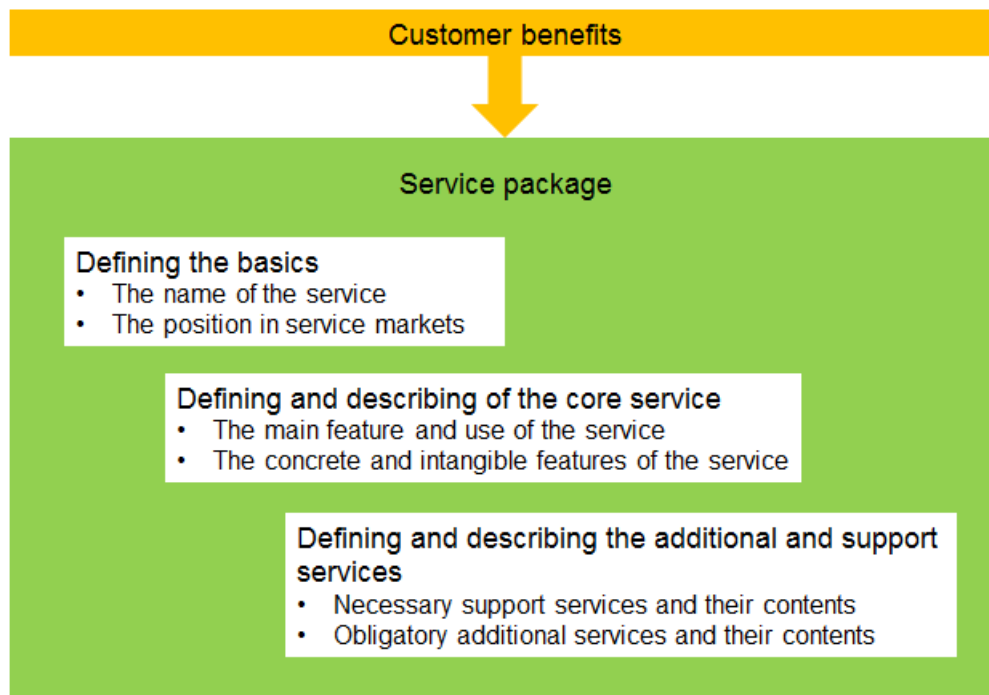 Customer benefits
Service package
Defining the basics
• The name of the service
• The position in service markets
Defining and describing of the core service
• The main feature and use of the service
• The concrete and intangible features of the service
Defining and describing the additional and support
services
• Necessary support services and their contents
• Obligatory additional services and their contents